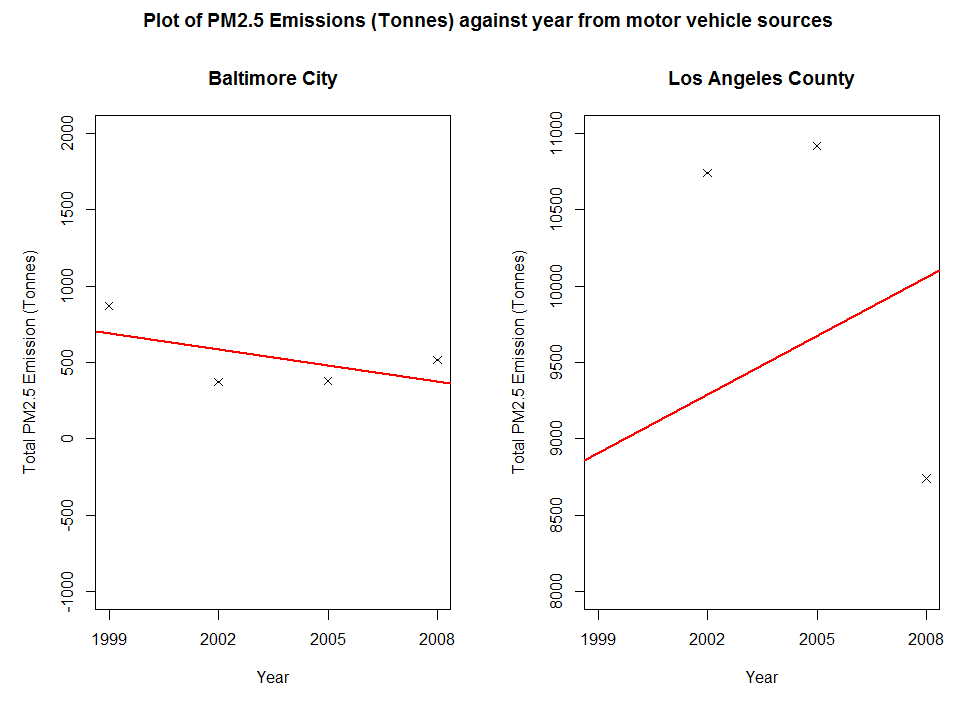 Plot of PM2.5 Emissions (Tonnes) against year from motor vehicle sources
Baltimore City
Total PM2.5 Emission (Tonnes)
2000
1500
1000
500
0
-500
-1000
1999 2002 2005 2008
Year
Los Angeles County
Total PM2.5 Emission (Tonnes)
11000
10500
10000
9500
9000
8500
8000
1999 2002 2005 2008
Year